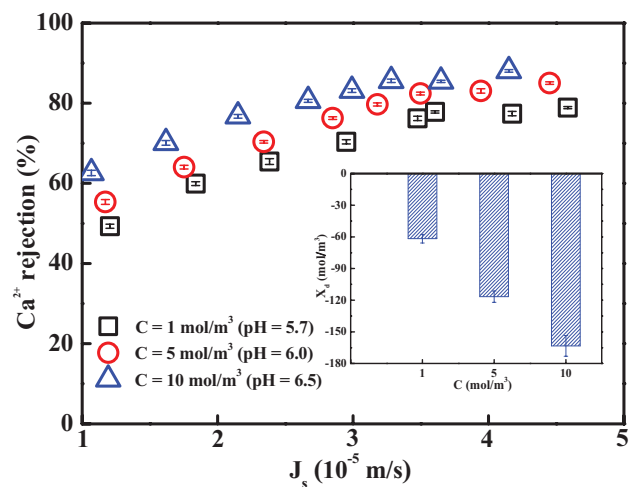 100
80
60
40
20
0
Ca²⁺ rejection (%)
C = 1 mol/m³ (pH = 5.7)
C = 5 mol/m³ (pH = 6.0)
C = 10 mol/m³ (pH = 6.5)
0
-30
-60
-90
-120
-150
-180
X_d (mol/m³)
1 5 10
C (mol/m³)
1 2 3 4 5
J_s (10⁻⁵ m/s)